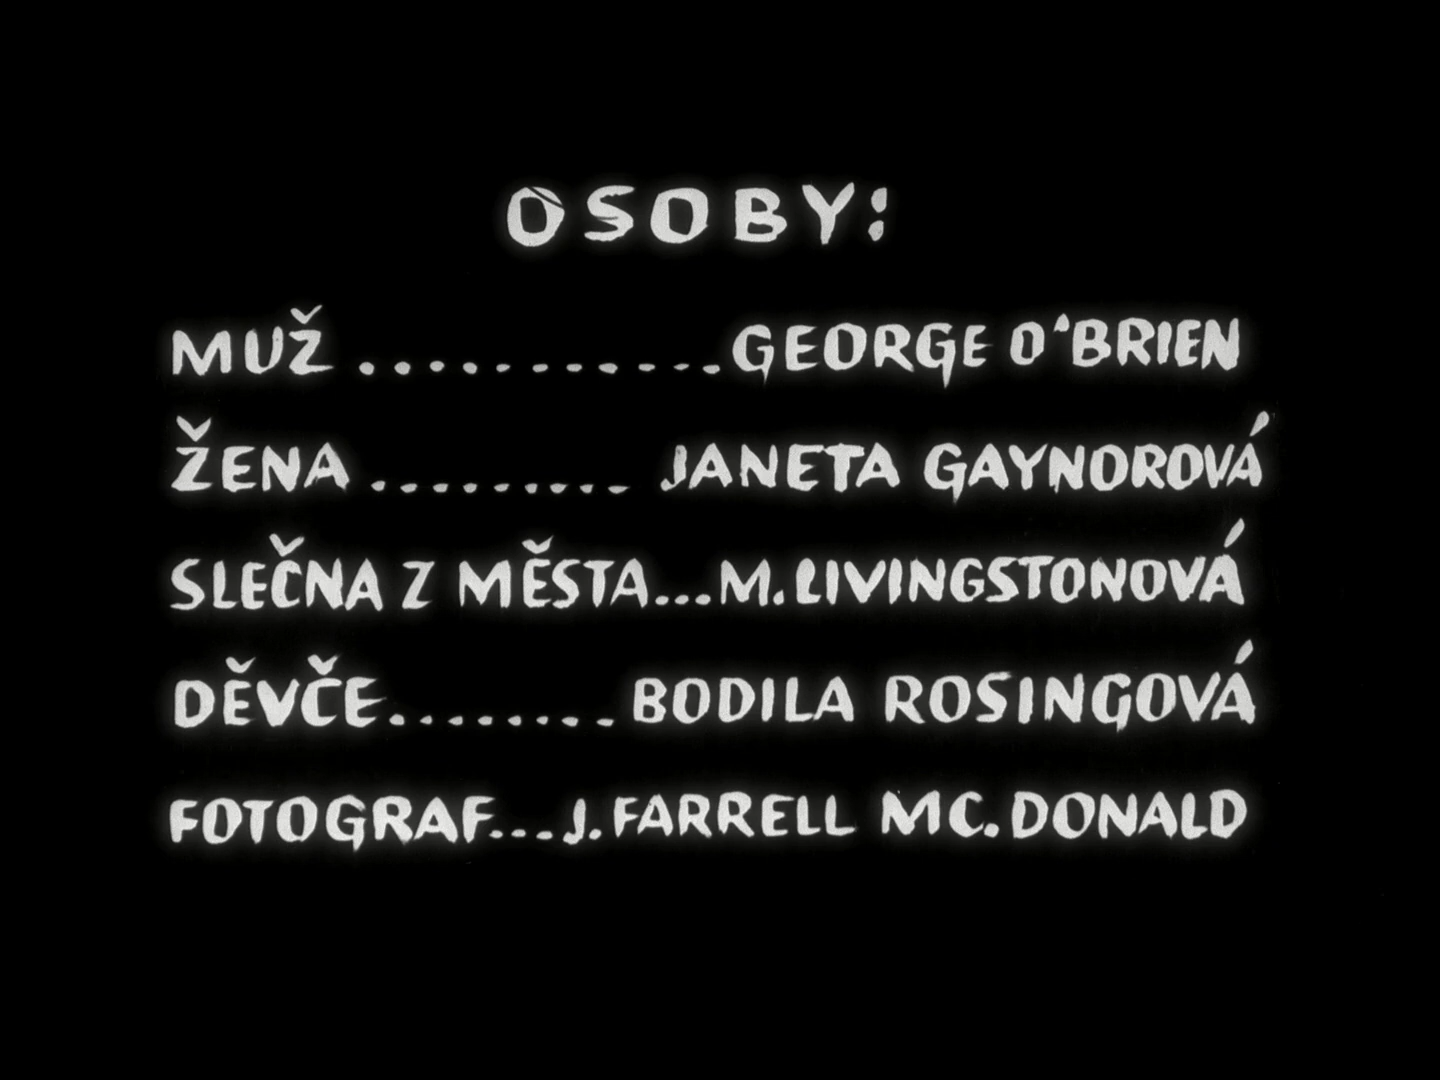 OSOBY:
MUŽ ........... GEORGE O'BRIEN
ŽENA ......... JANETA GAYNOROVÁ
SLEČNA Z MĚSTA...M. LIVINGSTONOVÁ
DĚVČE........ BODILA ROSINGOVÁ
FOTOGRAF...J. FARRELL MC. DONALD